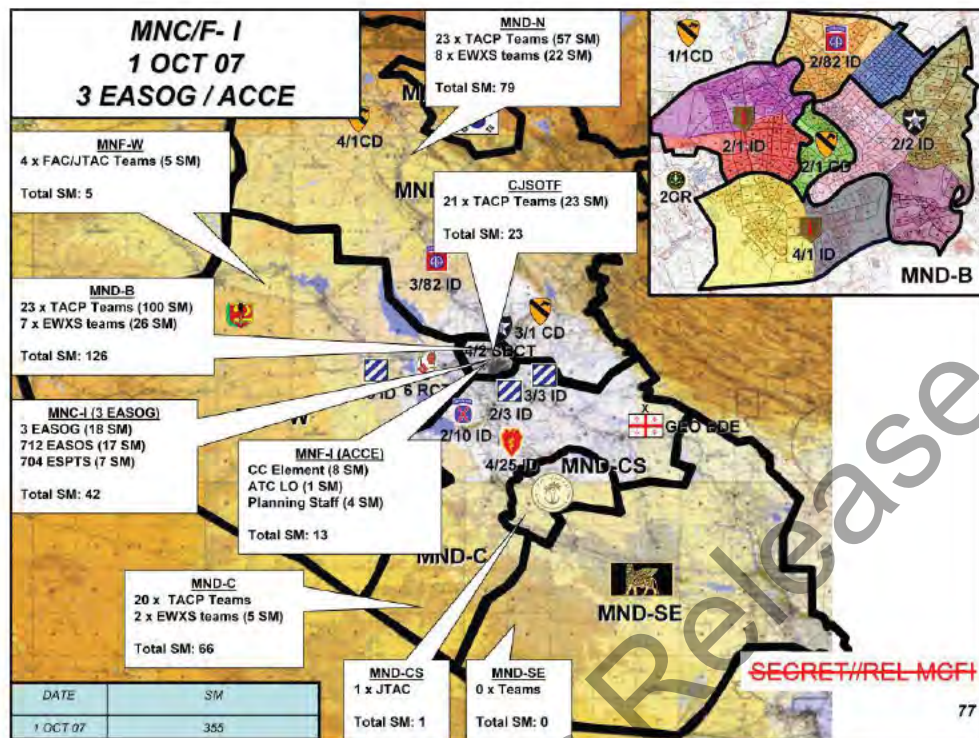 MNC/F- I
1 OCT 07
3 EASOG / ACCE
MND-N
23 x TACP Teams (57 SM)
8 x EWXS teams (22 SM)
Total SM: 79
1/1CD
2/82 ID
2/1 ID
2/1 CD
2/2 ID
2CR
4/1 ID
MND-B
4/1CD
MNF-W
4 x FAC/JTAC Teams (5 SM)
Total SM: 5
CJSOTF
21 x TACP Teams (23 SM)
Total SM: 23
3/82 ID
MND-B
23 x TACP Teams (100 SM)
7 x EWXS teams (26 SM)
Total SM: 126
3/1 CD
4/2 SBCT
3/3 ID
2/3 ID
2/10 ID
X
GEO BDE
4/25 ID
MND-CS
MNC-I (3 EASOG)
3 EASOG (18 SM)
712 EASOS (17 SM)
704 ESPTS (7 SM)
Total SM: 42
MNF-I (ACCE)
CC Element (8 SM)
ATC LO (1 SM)
Planning Staff (4 SM)
Total SM: 13
MND-C
MND-SE
MND-C
20 x TACP Teams
2 x EWXS teams (5 SM)
Total SM: 66
MND-CS
1 x JTAC
Total SM: 1
MND-SE
0 x Teams
Total SM: 0
DATE SM
1 OCT 07 355
SECRET//REL MCFI
77
Release